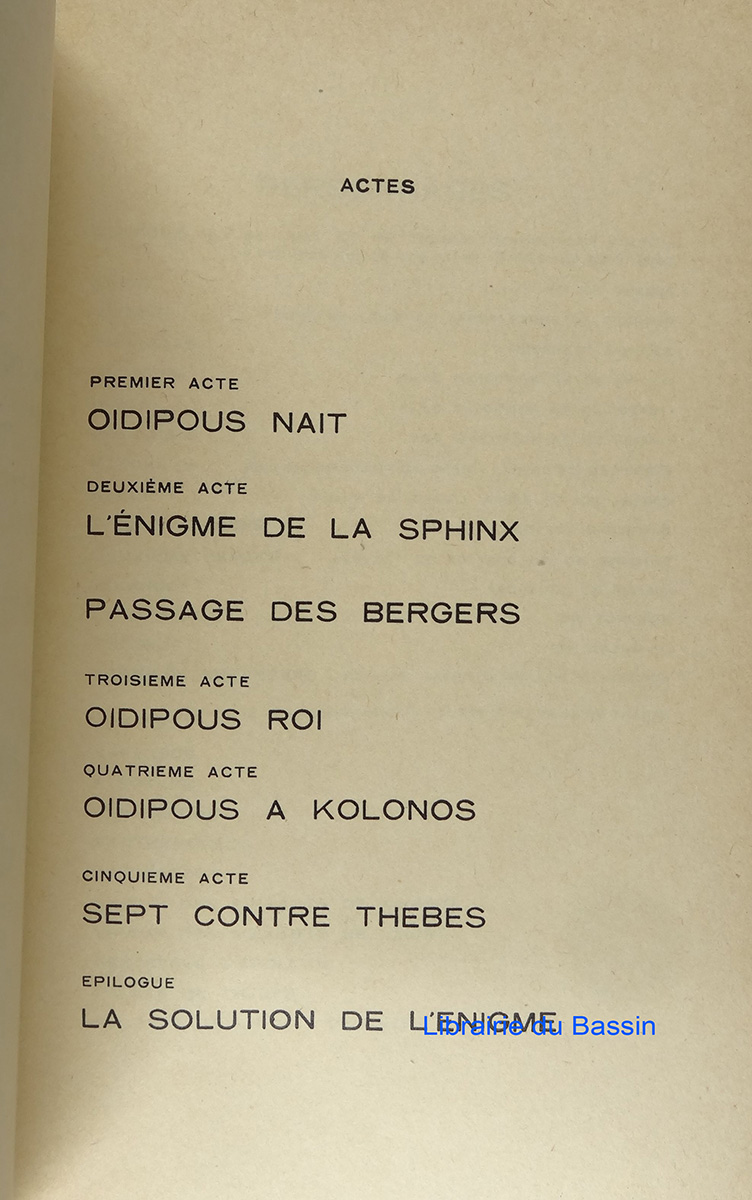 ACTES
PREMIER ACTE
OIDIPOUS NAIT
DEUXIÈME ACTE
L'ÉNIGME DE LA SPHINX
PASSAGE DES BERGERS
TROISIEME ACTE
OIDIPOUS ROI
QUATRIEME ACTE
OIDIPOUS A KOLONOS
CINQUIEME ACTE
SEPT CONTRE THEBES
EPILOGUE
LA SOLUTION DE L'ENIGME
Librairie du Bassin